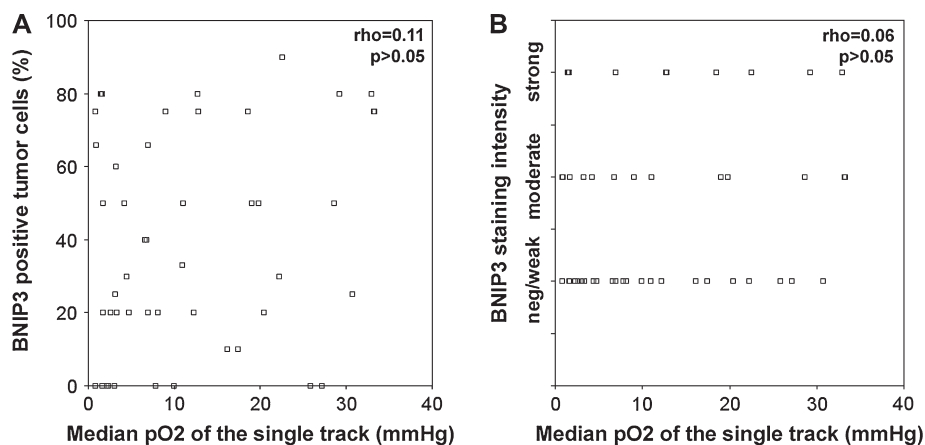 A
BNIP3 positive tumor cells (%)
100
80
60
40
20
0
rho=0.11
p>0.05
0 10 20 30 40
Median pO2 of the single track (mmHg)
B
BNIP3 staining intensity
neg/weak moderate strong
rho=0.06
p>0.05
0 10 20 30 40
Median pO2 of the single track (mmHg)